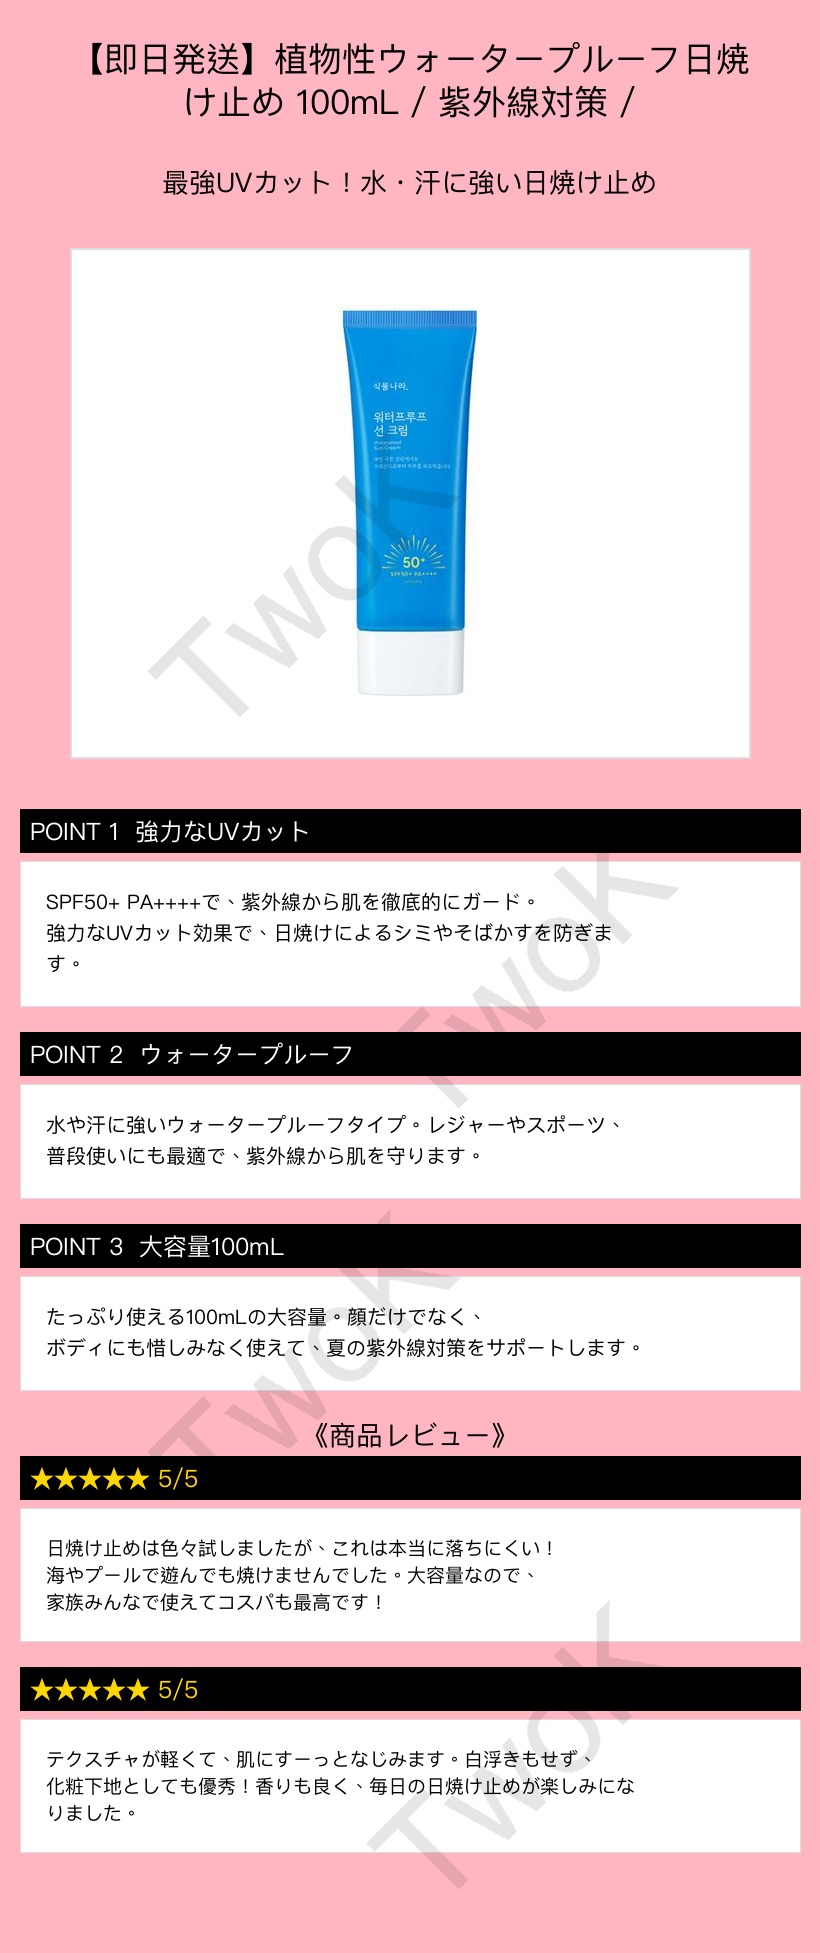 【即日発送】植物性ウォータープルーフ日焼
け止め 100mL / 紫外線対策 /
最強UVカット！水・汗に強い日焼け止め
식물나라.
워터프루프
선 크림
Waterproof
Sun Cream
50+
SPF50+ PA++++
VEGAN
TwoK
POINT 1 強力なUVカット
SPF50+ PA++++で、紫外線から肌を徹底的にガード。
強力なUVカット効果で、日焼けによるシミやそばかすを防ぎま
す。
TwoK
POINT 2 ウォータープルーフ
水や汗に強いウォータープルーフタイプ。レジャーやスポーツ、
普段使いにも最適で、紫外線から肌を守ります。
POINT 3 大容量100mL
たっぷり使える100mLの大容量。顔だけでなく、
ボディにも惜しみなく使えて、夏の紫外線対策をサポートします。
TwoK
《商品レビュー》
★★★★★ 5/5
日焼け止めは色々試しましたが、これは本当に落ちにくい！
海やプールで遊んでも焼けませんでした。大容量なので、
家族みんなで使えてコスパも最高です！
★★★★★ 5/5
テクスチャが軽くて、肌にすーっとなじみます。白浮きもせず、
化粧下地としても優秀！香りも良く、毎日の日焼け止めが楽しみにな
りました。
TwoK